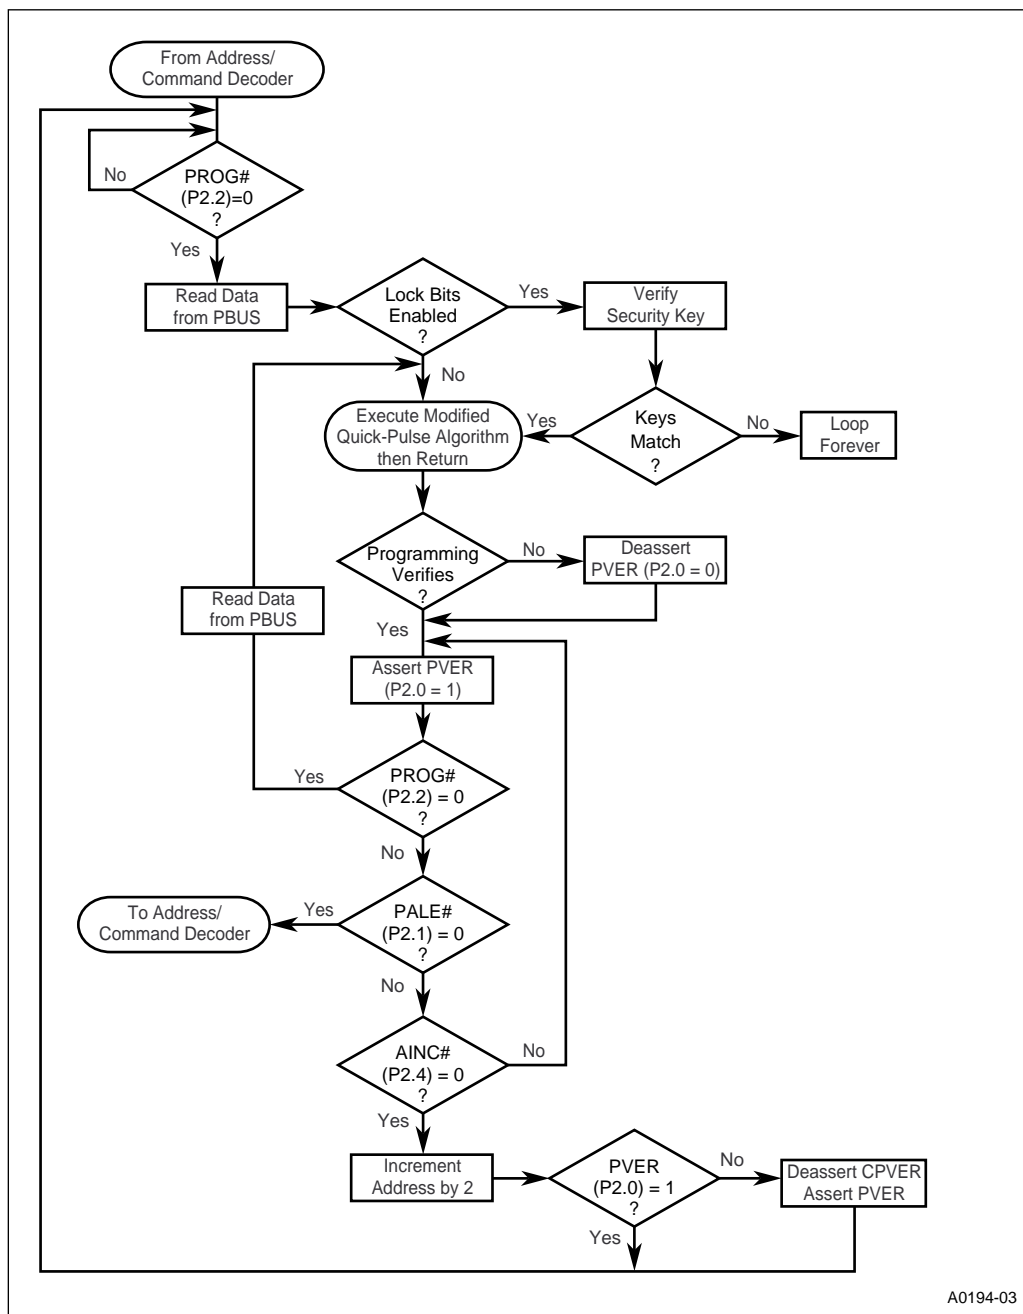 From Address/
Command Decoder
No
PROG#
(P2.2)=0
?
Yes
Read Data
from PBUS
Lock Bits
Enabled
?
Yes
Verify
Security Key
No
Execute Modified
Quick-Pulse Algorithm
then Return
Yes
Keys
Match
?
No
Loop
Forever
Programming
Verifies
?
No
Deassert
PVER (P2.0 = 0)
Read Data
from PBUS
Yes
Assert PVER
(P2.0 = 1)
Yes
PROG#
(P2.2) = 0
?
No
To Address/
Command Decoder
Yes
PALE#
(P2.1) = 0
?
No
AINC#
(P2.4) = 0
?
No
Yes
Increment
Address by 2
PVER
(P2.0) = 1
?
No
Deassert CPVER
Assert PVER
Yes
A0194-03